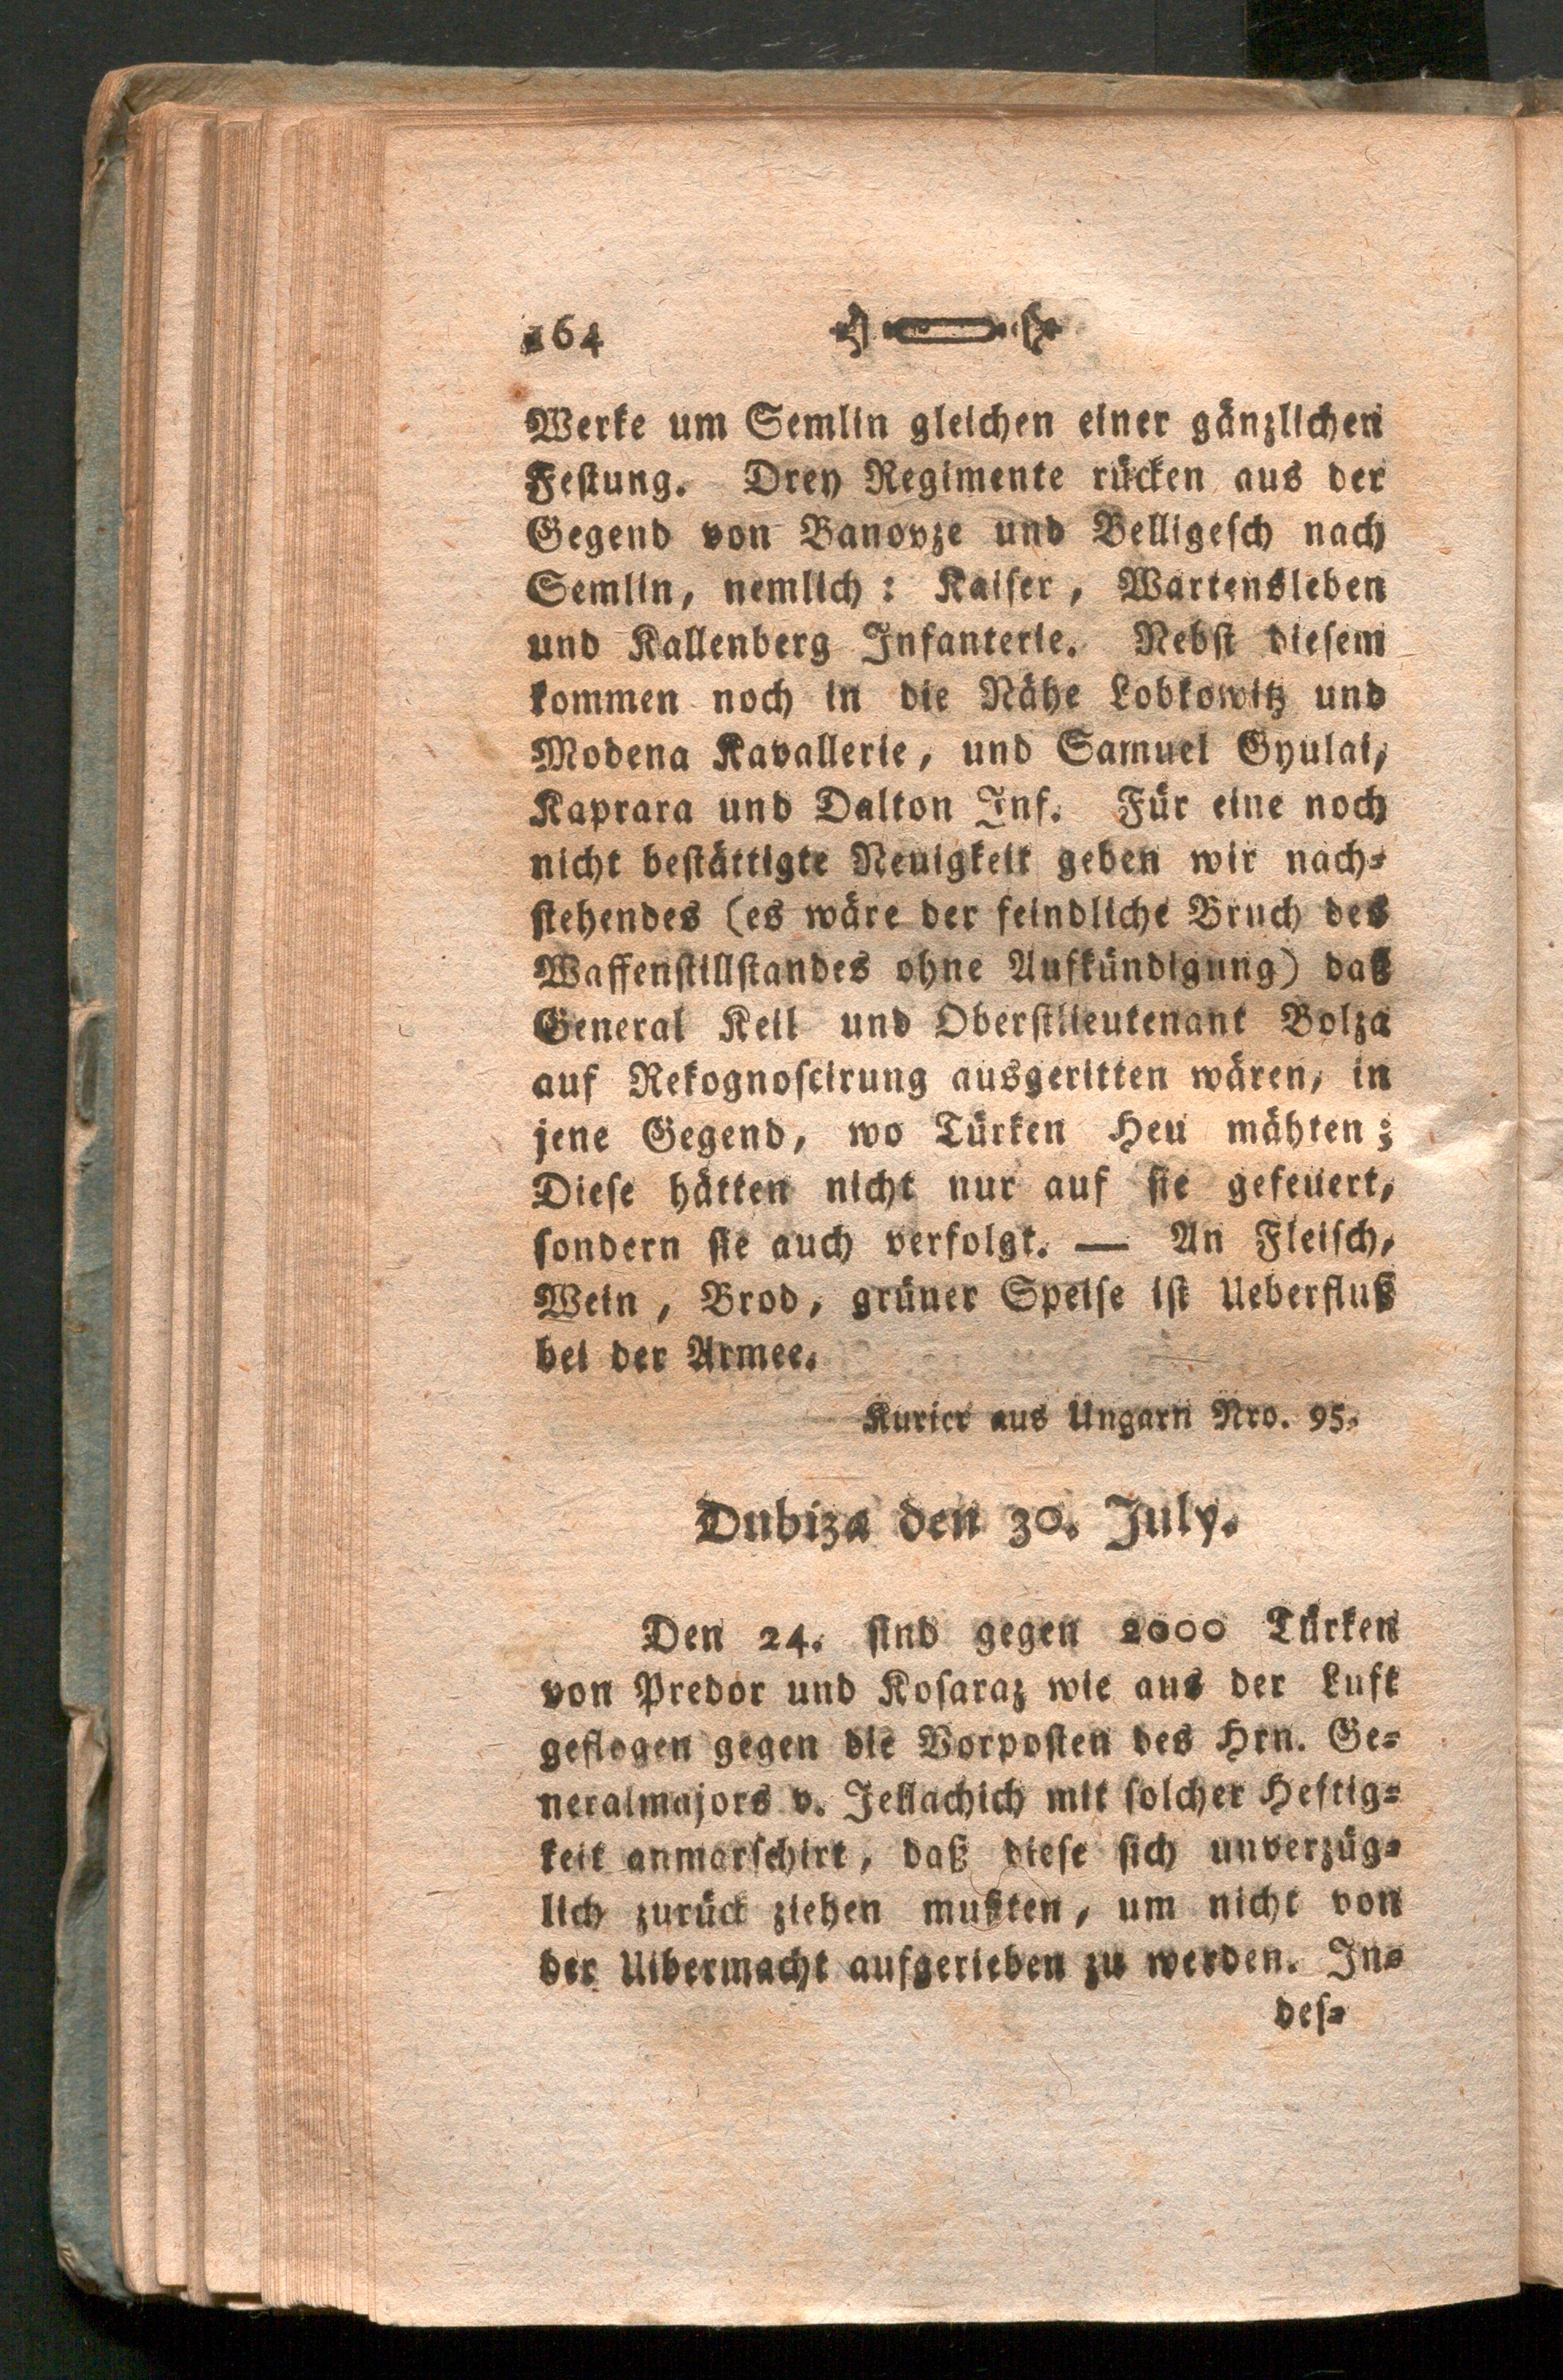 164
Werke um Semlin gleichen einer gänzlichen
Festung. Drey Regimente rücken aus der
Gegend von Banovze und Belligesch nach
Semlin, nemlich: Kaiser, Wartensleben
und Kallenberg Infanterie. Nebst diesem
kommen noch in die Nähe Lobkowitz und
Modena Kavallerie, und Samuel Gyulai,
Kaprara und Dalton Inf. Für eine noch
nicht bestättigte Neuigkeit geben wir nach=
stehendes (es wäre der feindliche Bruch des
Waffenstillstandes ohne Aufkündigung) daß
General Keil und Oberstlieutenant Bolza
auf Rekognoscirung ausgeritten wären, in
jene Gegend, wo Türken Heu mähten;
Diese hätten nicht nur auf sie gefeuert,
sondern sie auch verfolgt. — An Fleisch,
Wein, Brod, grüner Speise ist Ueberfluß
bei der Armee.
Kurier aus Ungarn Nro. 95.
Dubiza den 30. July.
Den 24. sind gegen 2000 Türken
von Predor und Kosaraz wie aus der Luft
geflogen gegen die Vorposten des Hrn. Ge=
neralmajors v. Jellachich mit solcher Heftig=
keit anmarschirt, daß diese sich unverzüg=
lich zurück ziehen mußten, um nicht von
der Uibermacht aufgerieben zu werden. In=
des=